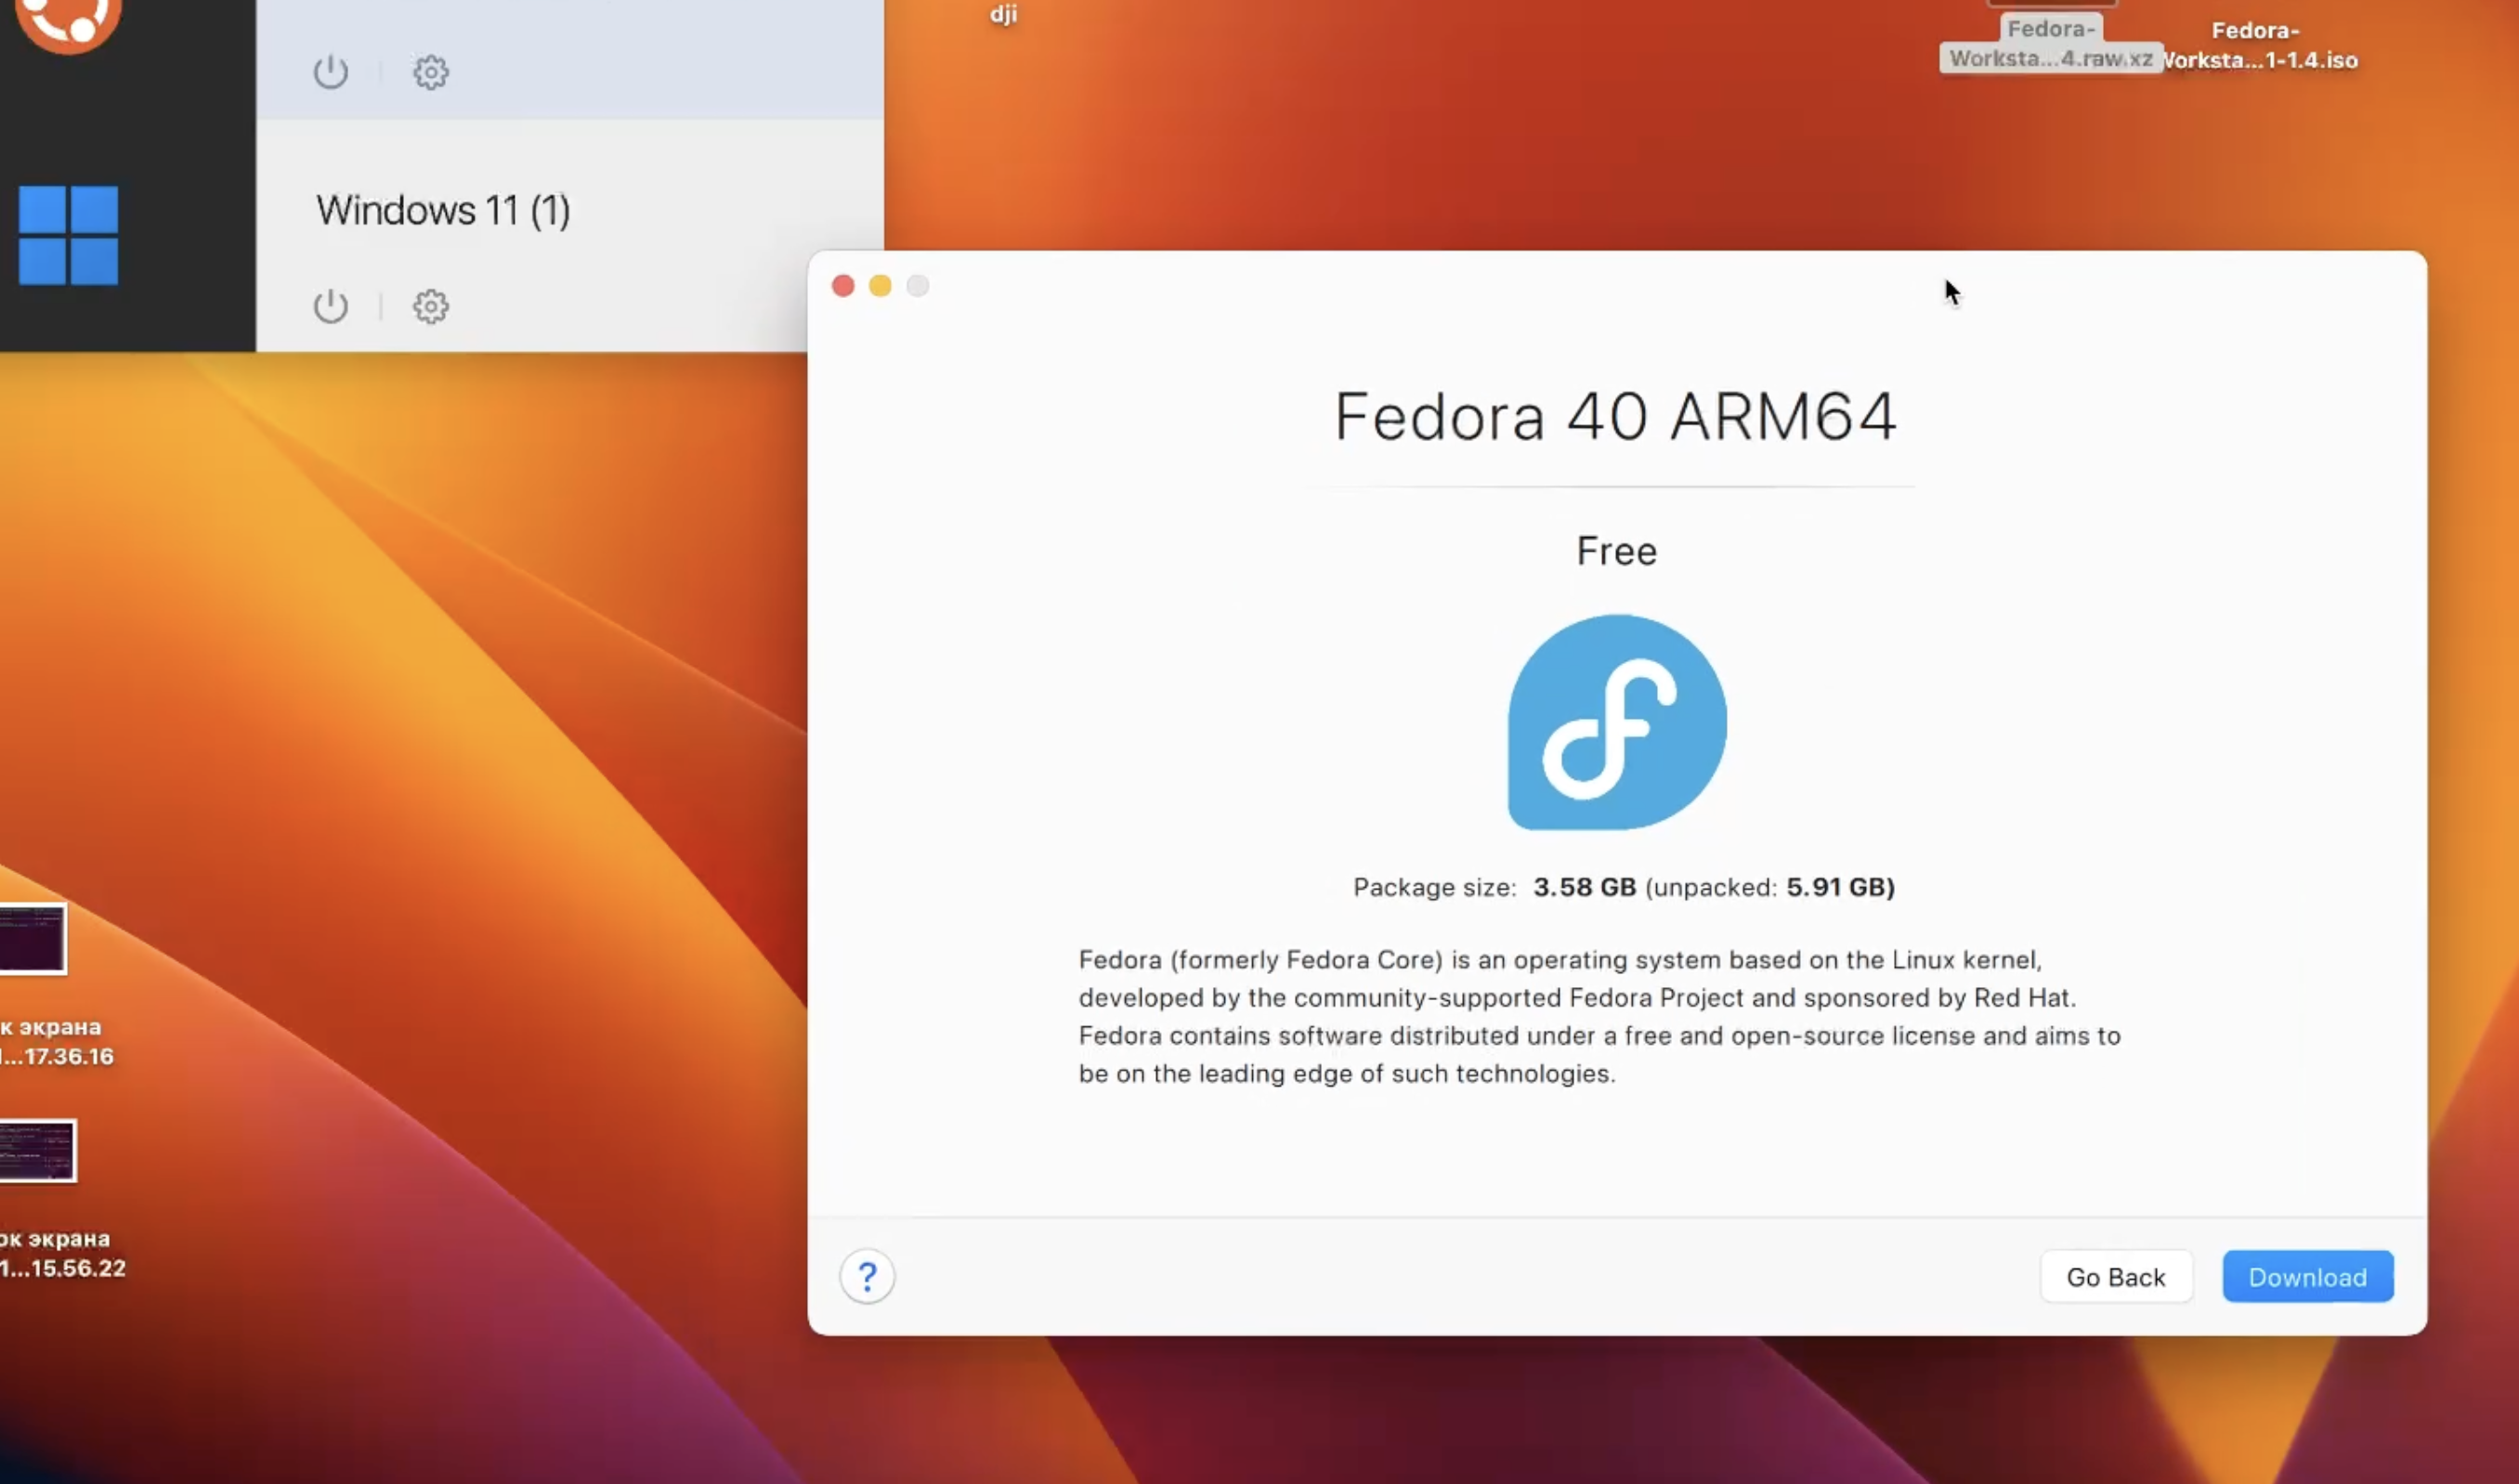 dji
Fedora-
Worksta...4.raw.xz
Fedora-
Worksta...1-1.4.iso
Windows 11 (1)
Fedora 40 ARM64
Free
Package size: 3.58 GB (unpacked: 5.91 GB)
Fedora (formerly Fedora Core) is an operating system based on the Linux kernel,
developed by the community-supported Fedora Project and sponsored by Red Hat.
Fedora contains software distributed under a free and open-source license and aims to
be on the leading edge of such technologies.
к экрана
...17.36.16
ок экрана
1...15.56.22
?
Go Back
Download